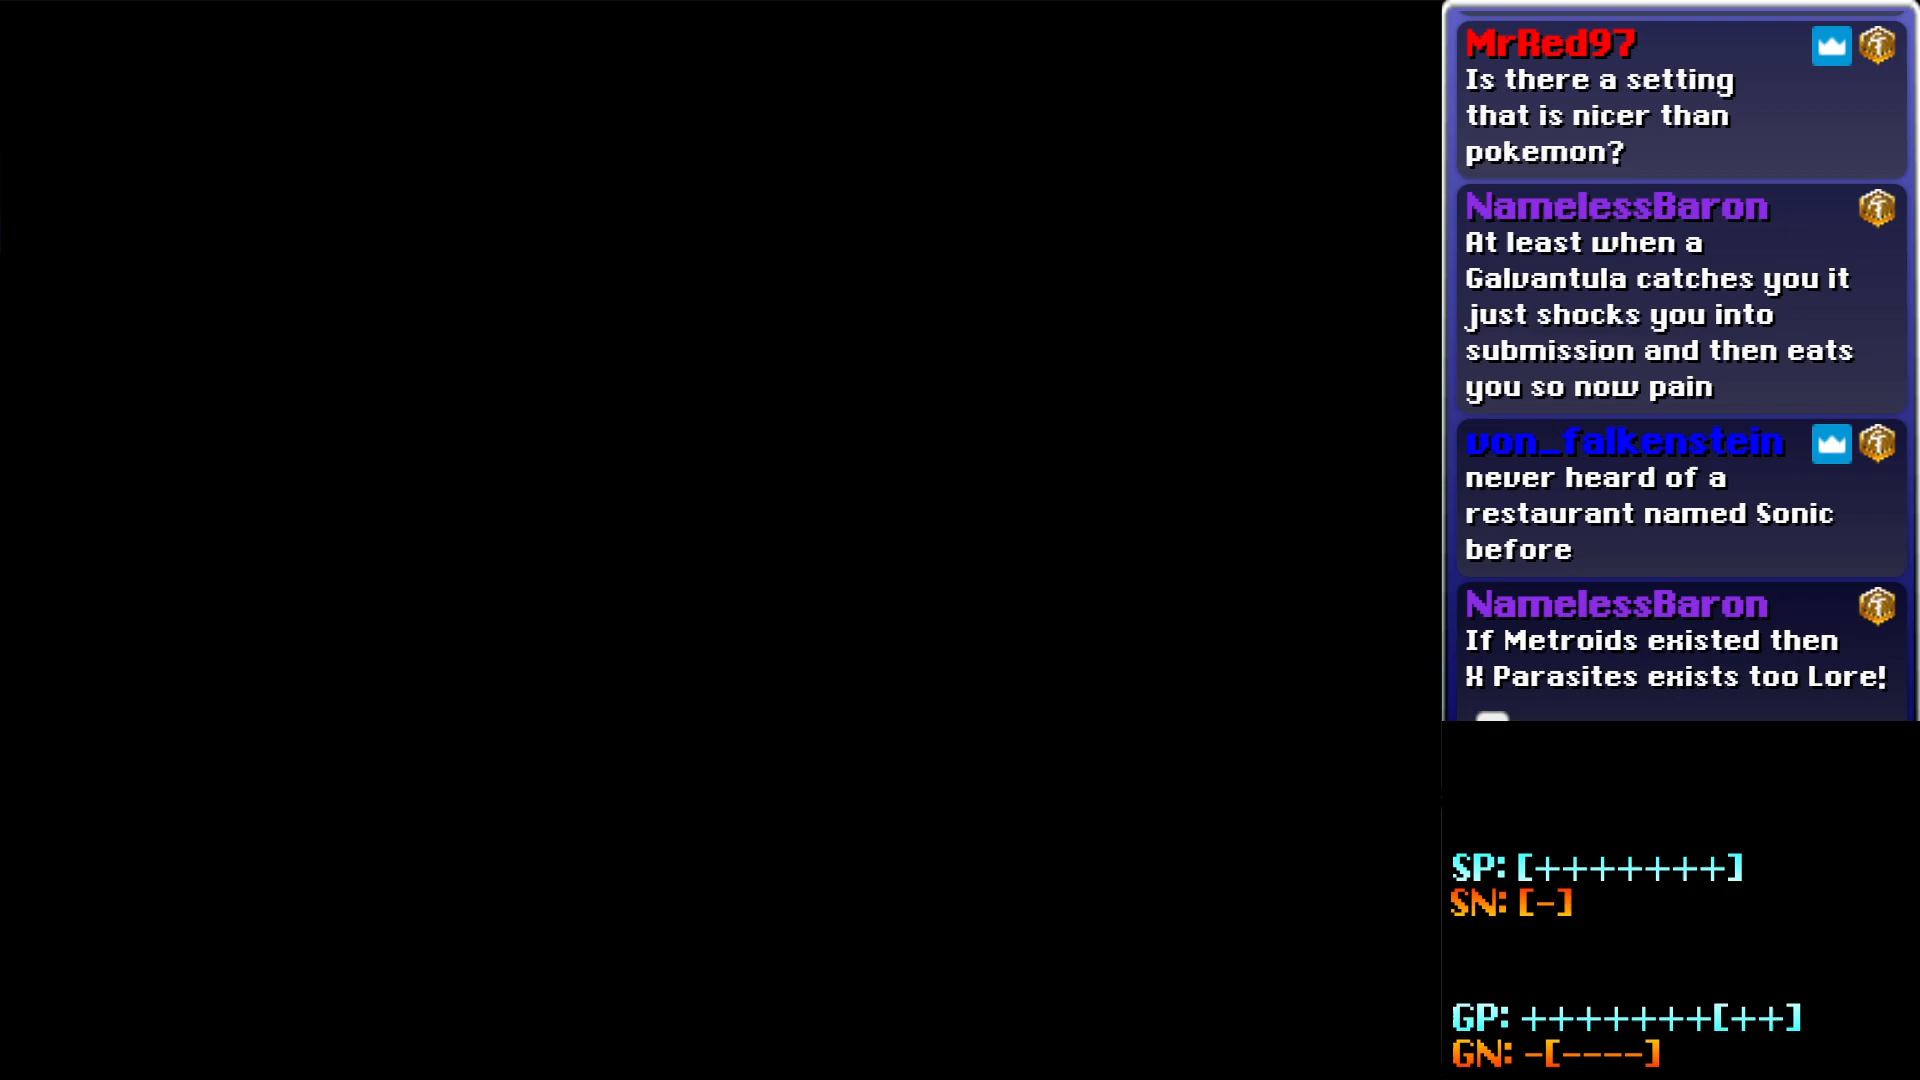 MrRed97
Is there a setting
that is nicer than
pokemon?
NamelessBaron
At least when a
Galvantula catches you it
just shocks you into
submission and then eats
you so now pain
von_falkenstein
never heard of a
restaurant named Sonic
before
NamelessBaron
If Metroids existed then
X Parasites exists too Lore!
SP: [+++++++]
SN: [-]
GP: +++++++[++]
GN: -[----]